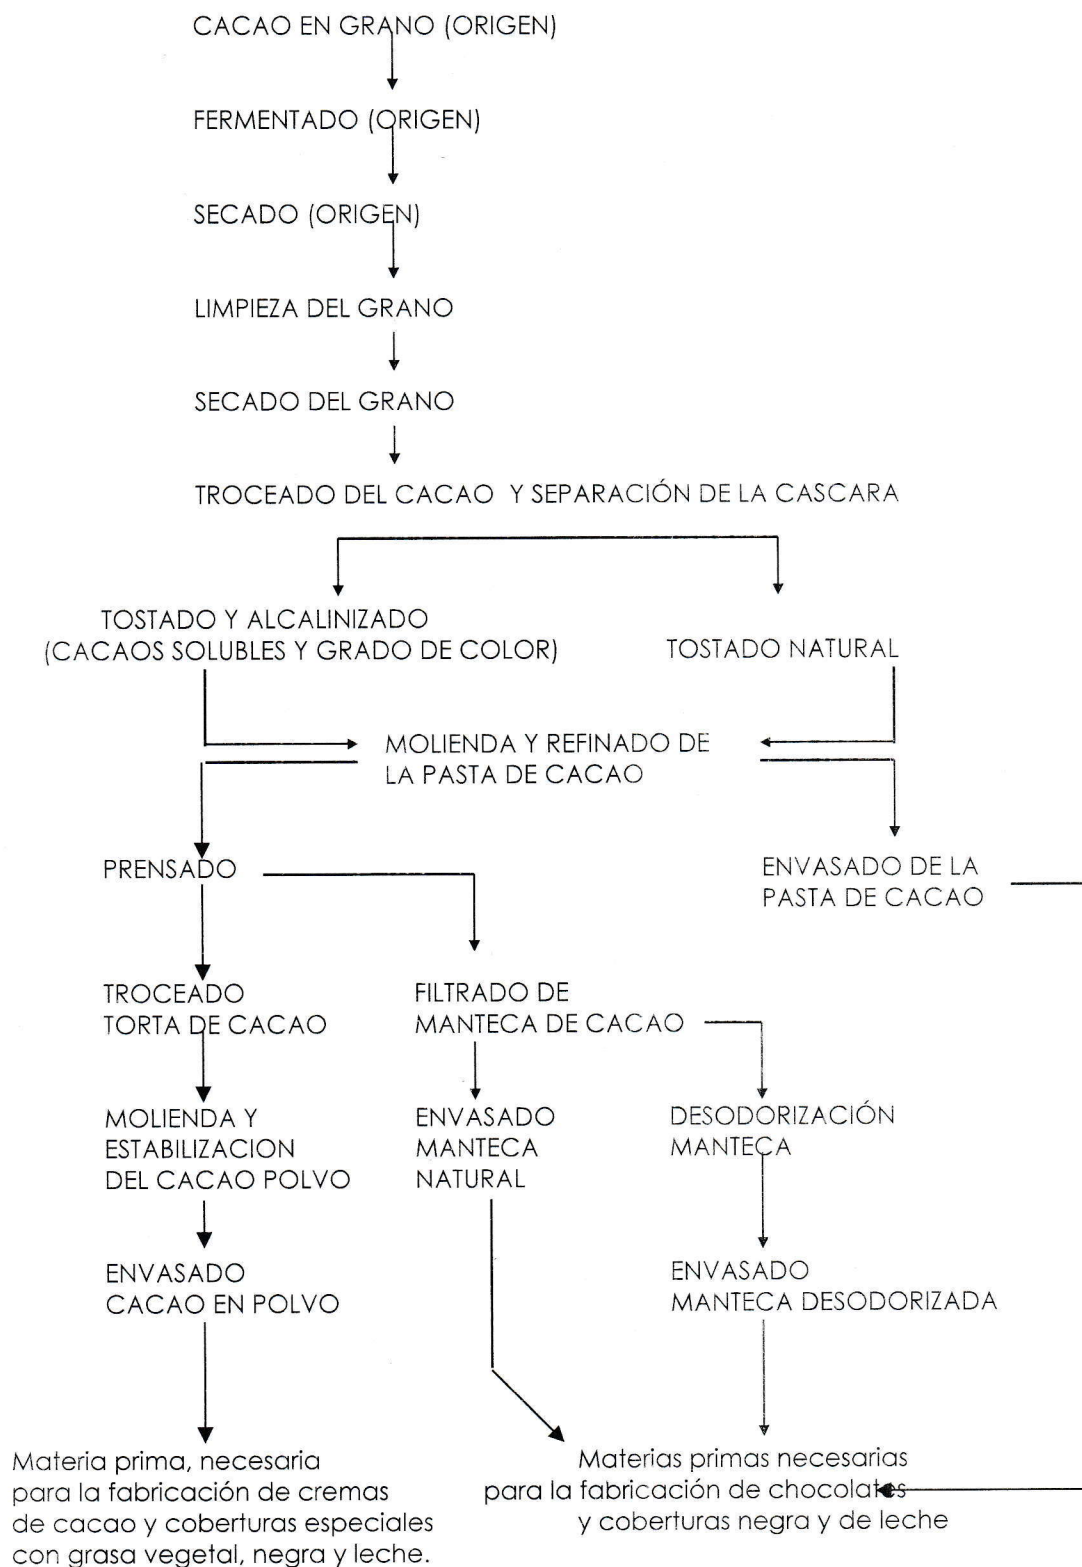 CACAO EN GRANO (ORIGEN)
FERMENTADO (ORIGEN)
SECADO (ORIGEN)
LIMPIEZA DEL GRANO
SECADO DEL GRANO
TROCEADO DEL CACAO Y SEPARACIÓN DE LA CASCARA
TOSTADO Y ALCALINIZADO
(CACAOS SOLUBLES Y GRADO DE COLOR)
TOSTADO NATURAL
MOLIENDA Y REFINADO DE
LA PASTA DE CACAO
PRENSADO
ENVASADO DE LA
PASTA DE CACAO
TROCEADO
TORTA DE CACAO
FILTRADO DE
MANTECA DE CACAO
MOLIENDA Y
ESTABILIZACION
DEL CACAO POLVO
ENVASADO
MANTECA
NATURAL
DESODORIZACIÓN
MANTECA
ENVASADO
CACAO EN POLVO
ENVASADO
MANTECA DESODORIZADA
Materia prima, necesaria
para la fabricación de cremas
de cacao y coberturas especiales
con grasa vegetal, negra y leche.
Materias primas necesarias
para la fabricación de chocolates
y coberturas negra y de leche